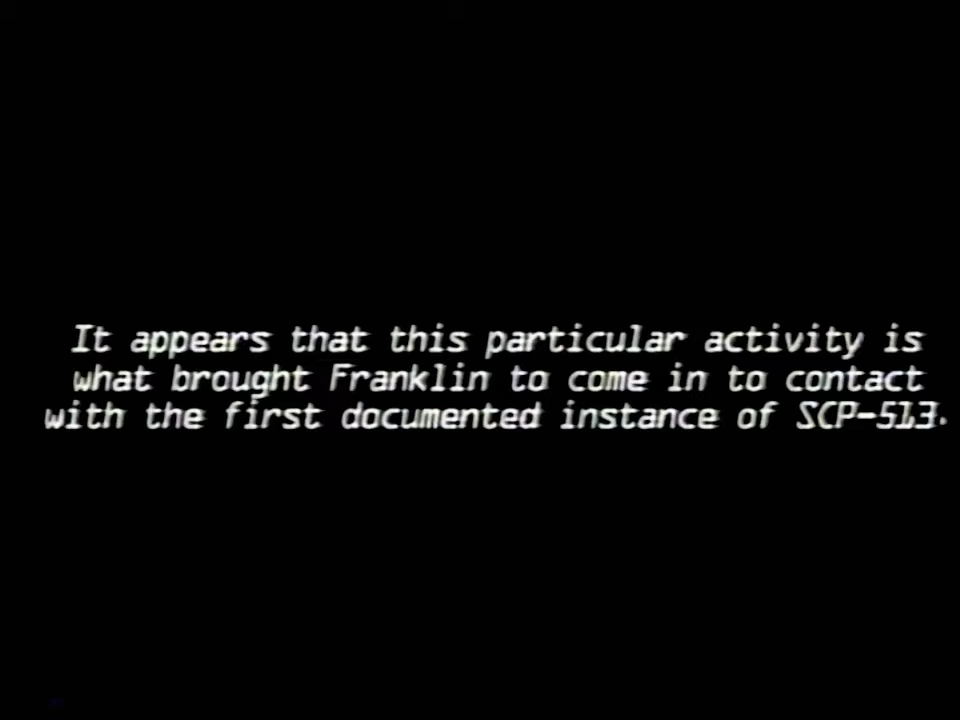 It appears that this particular activity is
what brought Franklin to come in to contact
with the first documented instance of SCP-513.